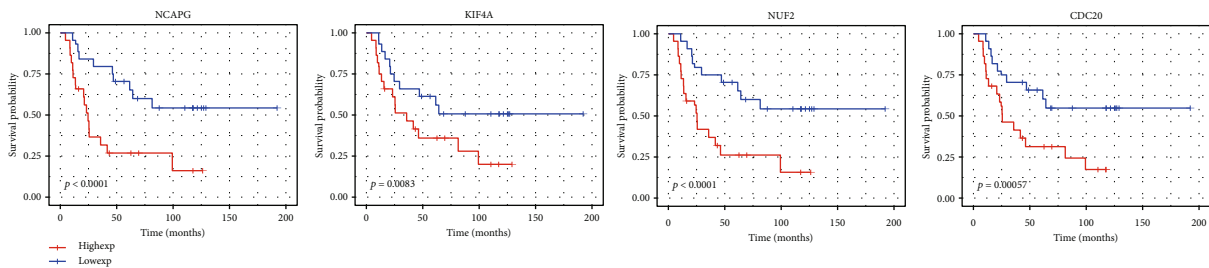 NCAPG
1.00
0.75
0.50
0.25
0.00
Survival probability
p < 0.0001
0 50 100 150 200
Time (months)
KIF4A
1.00
0.75
0.50
0.25
0.00
Survival probability
p = 0.0083
0 50 100 150 200
Time (months)
NUF2
1.00
0.75
0.50
0.25
0.00
Survival probability
p < 0.0001
0 50 100 150 200
Time (months)
CDC20
1.00
0.75
0.50
0.25
0.00
Survival probability
p = 0.00057
0 50 100 150 200
Time (months)
Highexp
Lowexp